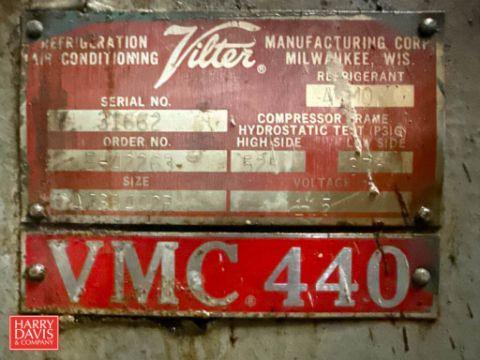 REFRIGERATION
AIR CONDITIONING
Vilter®
MANUFACTURING CORP.
MILWAUKEE, WIS.
REFRIGERANT
SERIAL NO.
31662
COMPRESSOR FRAME
HYDROSTATIC TEST (PSIG)
ORDER NO.
HIGH SIDE
LOW SIDE
SIZE
VOLTAGE
VMC® 440
HARRY
DAVIS
& COMPANY